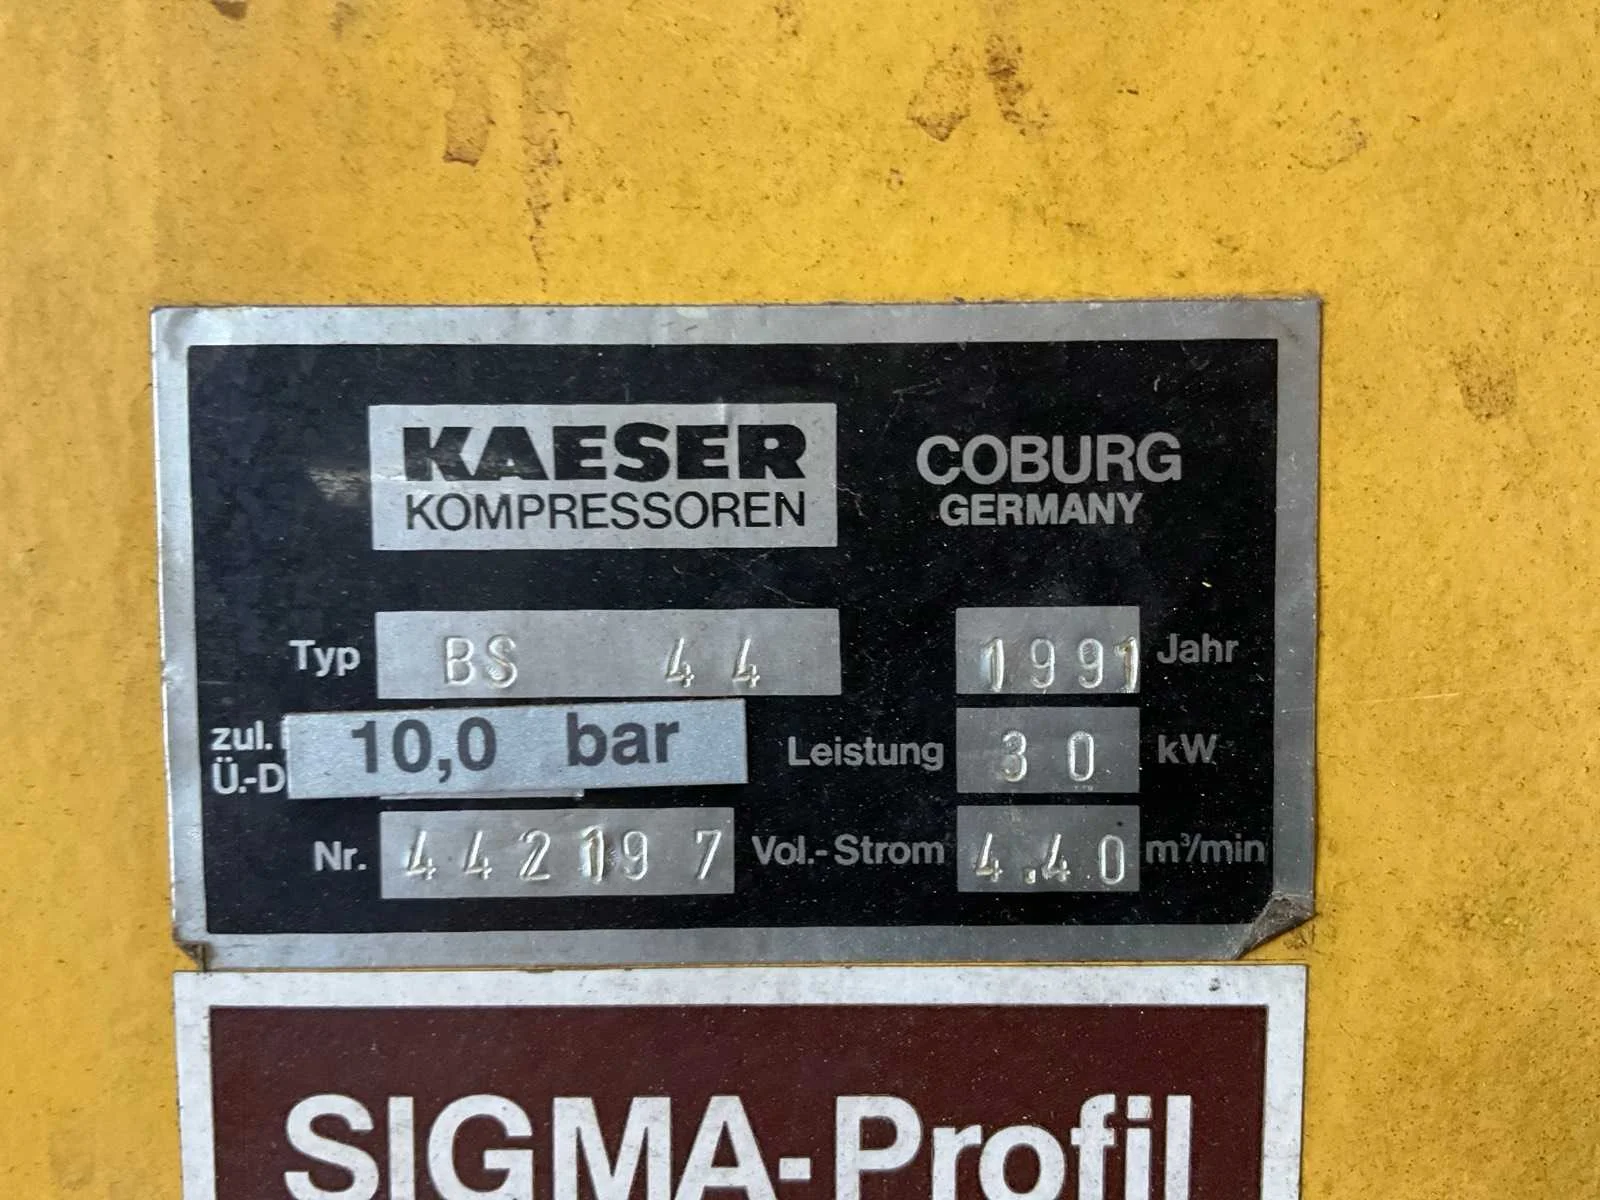 KAESER
KOMPRESSOREN
COBURG
GERMANY
Typ BS 44 1991 Jahr
zul.
Ü.-D 10,0 bar Leistung 30 kW
Nr. 442197 Vol.-Strom 4.40 m³/min
SIGMA-Profil